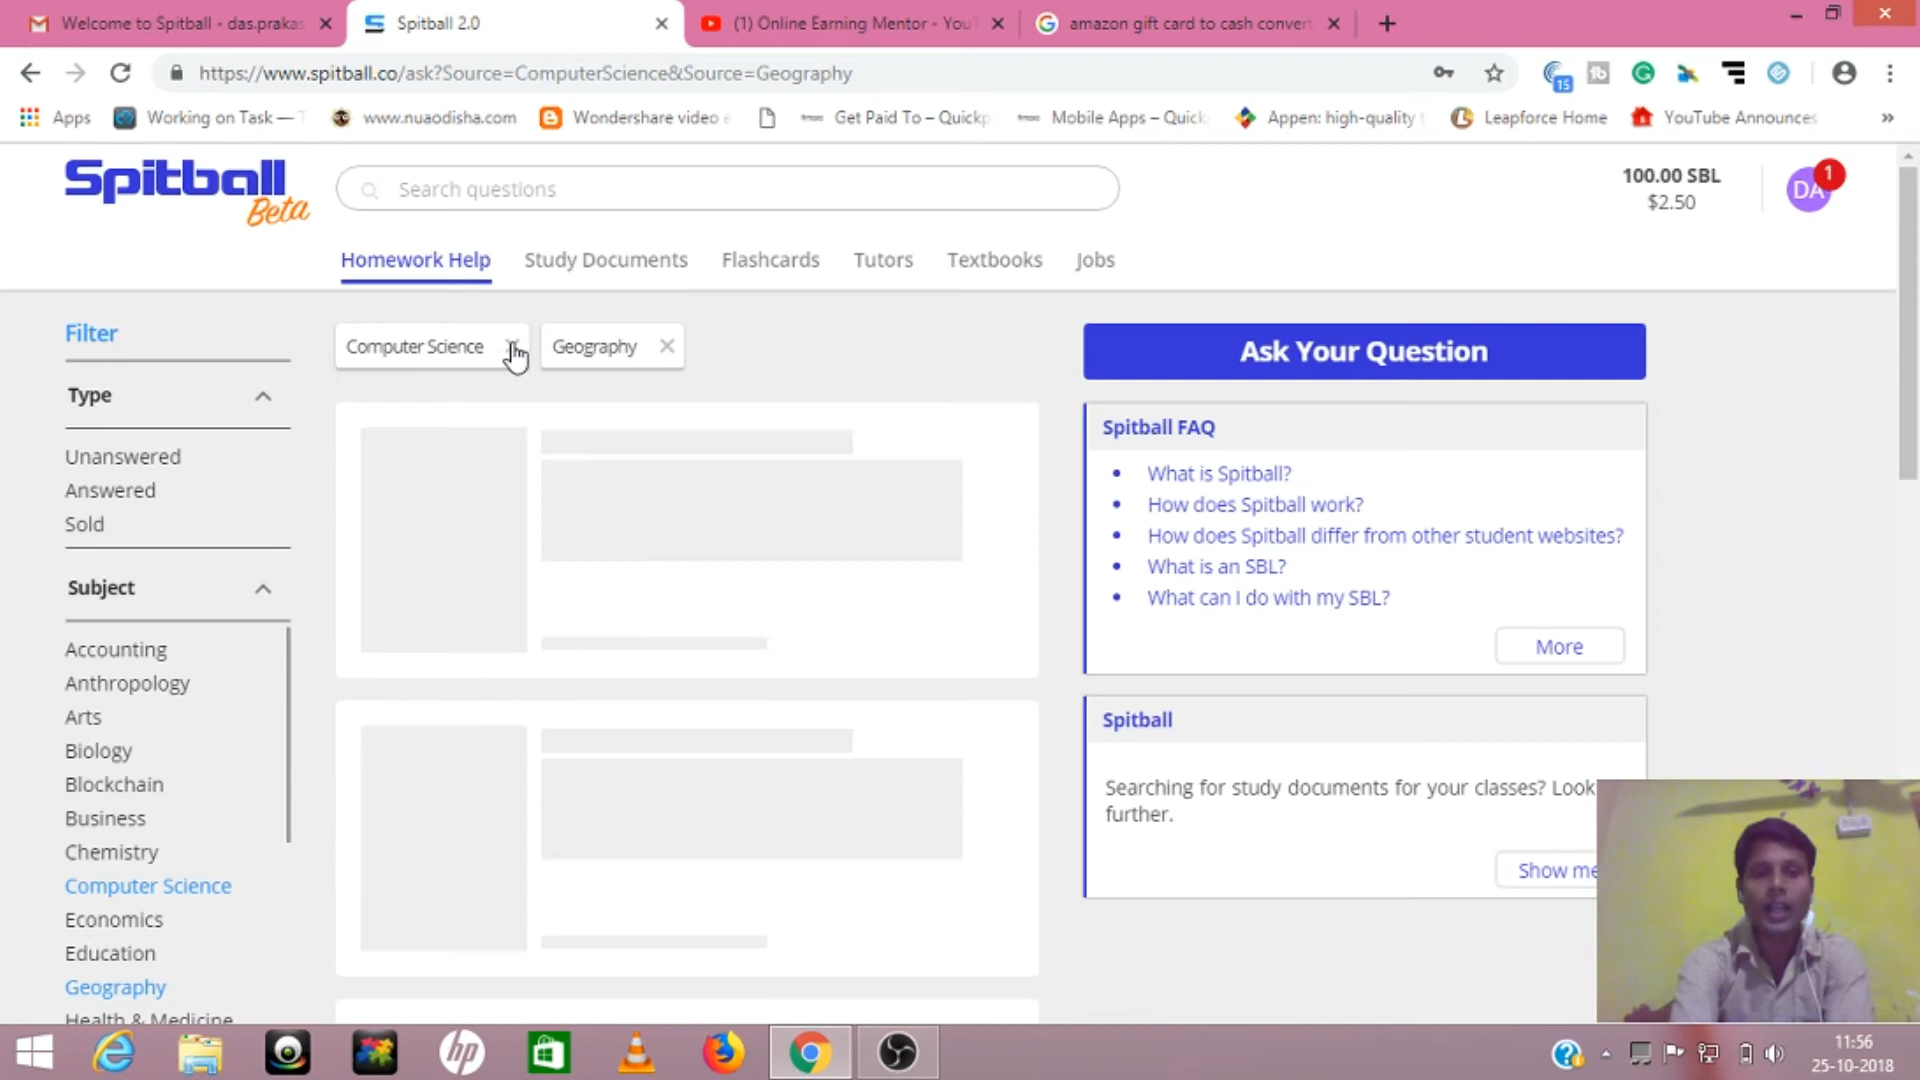 Welcome to Spitball - das.prakas
Spitball 2.0
(1) Online Earning Mentor - You
amazon gift card to cash convert
https://www.spitball.co/ask?Source=ComputerScience&Source=Geography
15
Apps
Working on Task —
www.nuaodisha.com
Wondershare video e
Get Paid To – Quick
Mobile Apps – Quick
Appen: high-quality
Leapforce Home
YouTube Announces
»
Spitball
Beta
Search questions
100.00 SBL
$2.50
DA
1
Homework Help
Study Documents
Flashcards
Tutors
Textbooks
Jobs
Filter
Computer Science
Geography
Ask Your Question
Type
Unanswered
Answered
Sold
Subject
Accounting
Anthropology
Arts
Biology
Blockchain
Business
Chemistry
Computer Science
Economics
Education
Geography
Health & Medicine
Spitball FAQ
• What is Spitball?
• How does Spitball work?
• How does Spitball differ from other student websites?
• What is an SBL?
• What can I do with my SBL?
More
Spitball
Searching for study documents for your classes? Look
further.
Show me
hp
11:56
25-10-2018